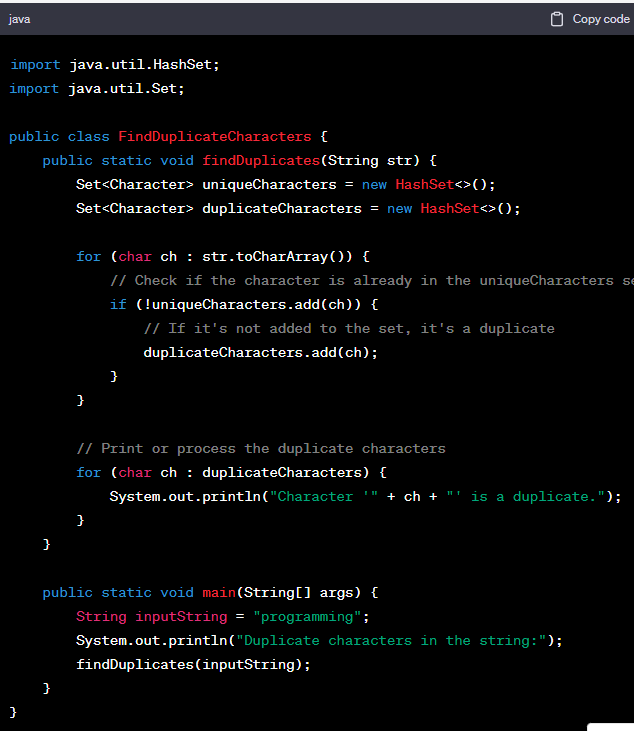 java
Copy code
import java.util.HashSet;
import java.util.Set;
public class FindDuplicateCharacters {
    public static void findDuplicates(String str) {
        Set<Character> uniqueCharacters = new HashSet<>();
        Set<Character> duplicateCharacters = new HashSet<>();
        for (char ch : str.toCharArray()) {
            // Check if the character is already in the uniqueCharacters
            if (!uniqueCharacters.add(ch)) {
                // If it's not added to the set, it's a duplicate
                duplicateCharacters.add(ch);
            }
        }
        // Print or process the duplicate characters
        for (char ch : duplicateCharacters) {
            System.out.println("Character '" + ch + "' is a duplicate.");
        }
    }
    public static void main(String[] args) {
        String inputString = "programming";
        System.out.println("Duplicate characters in the string:");
        findDuplicates(inputString);
    }
}